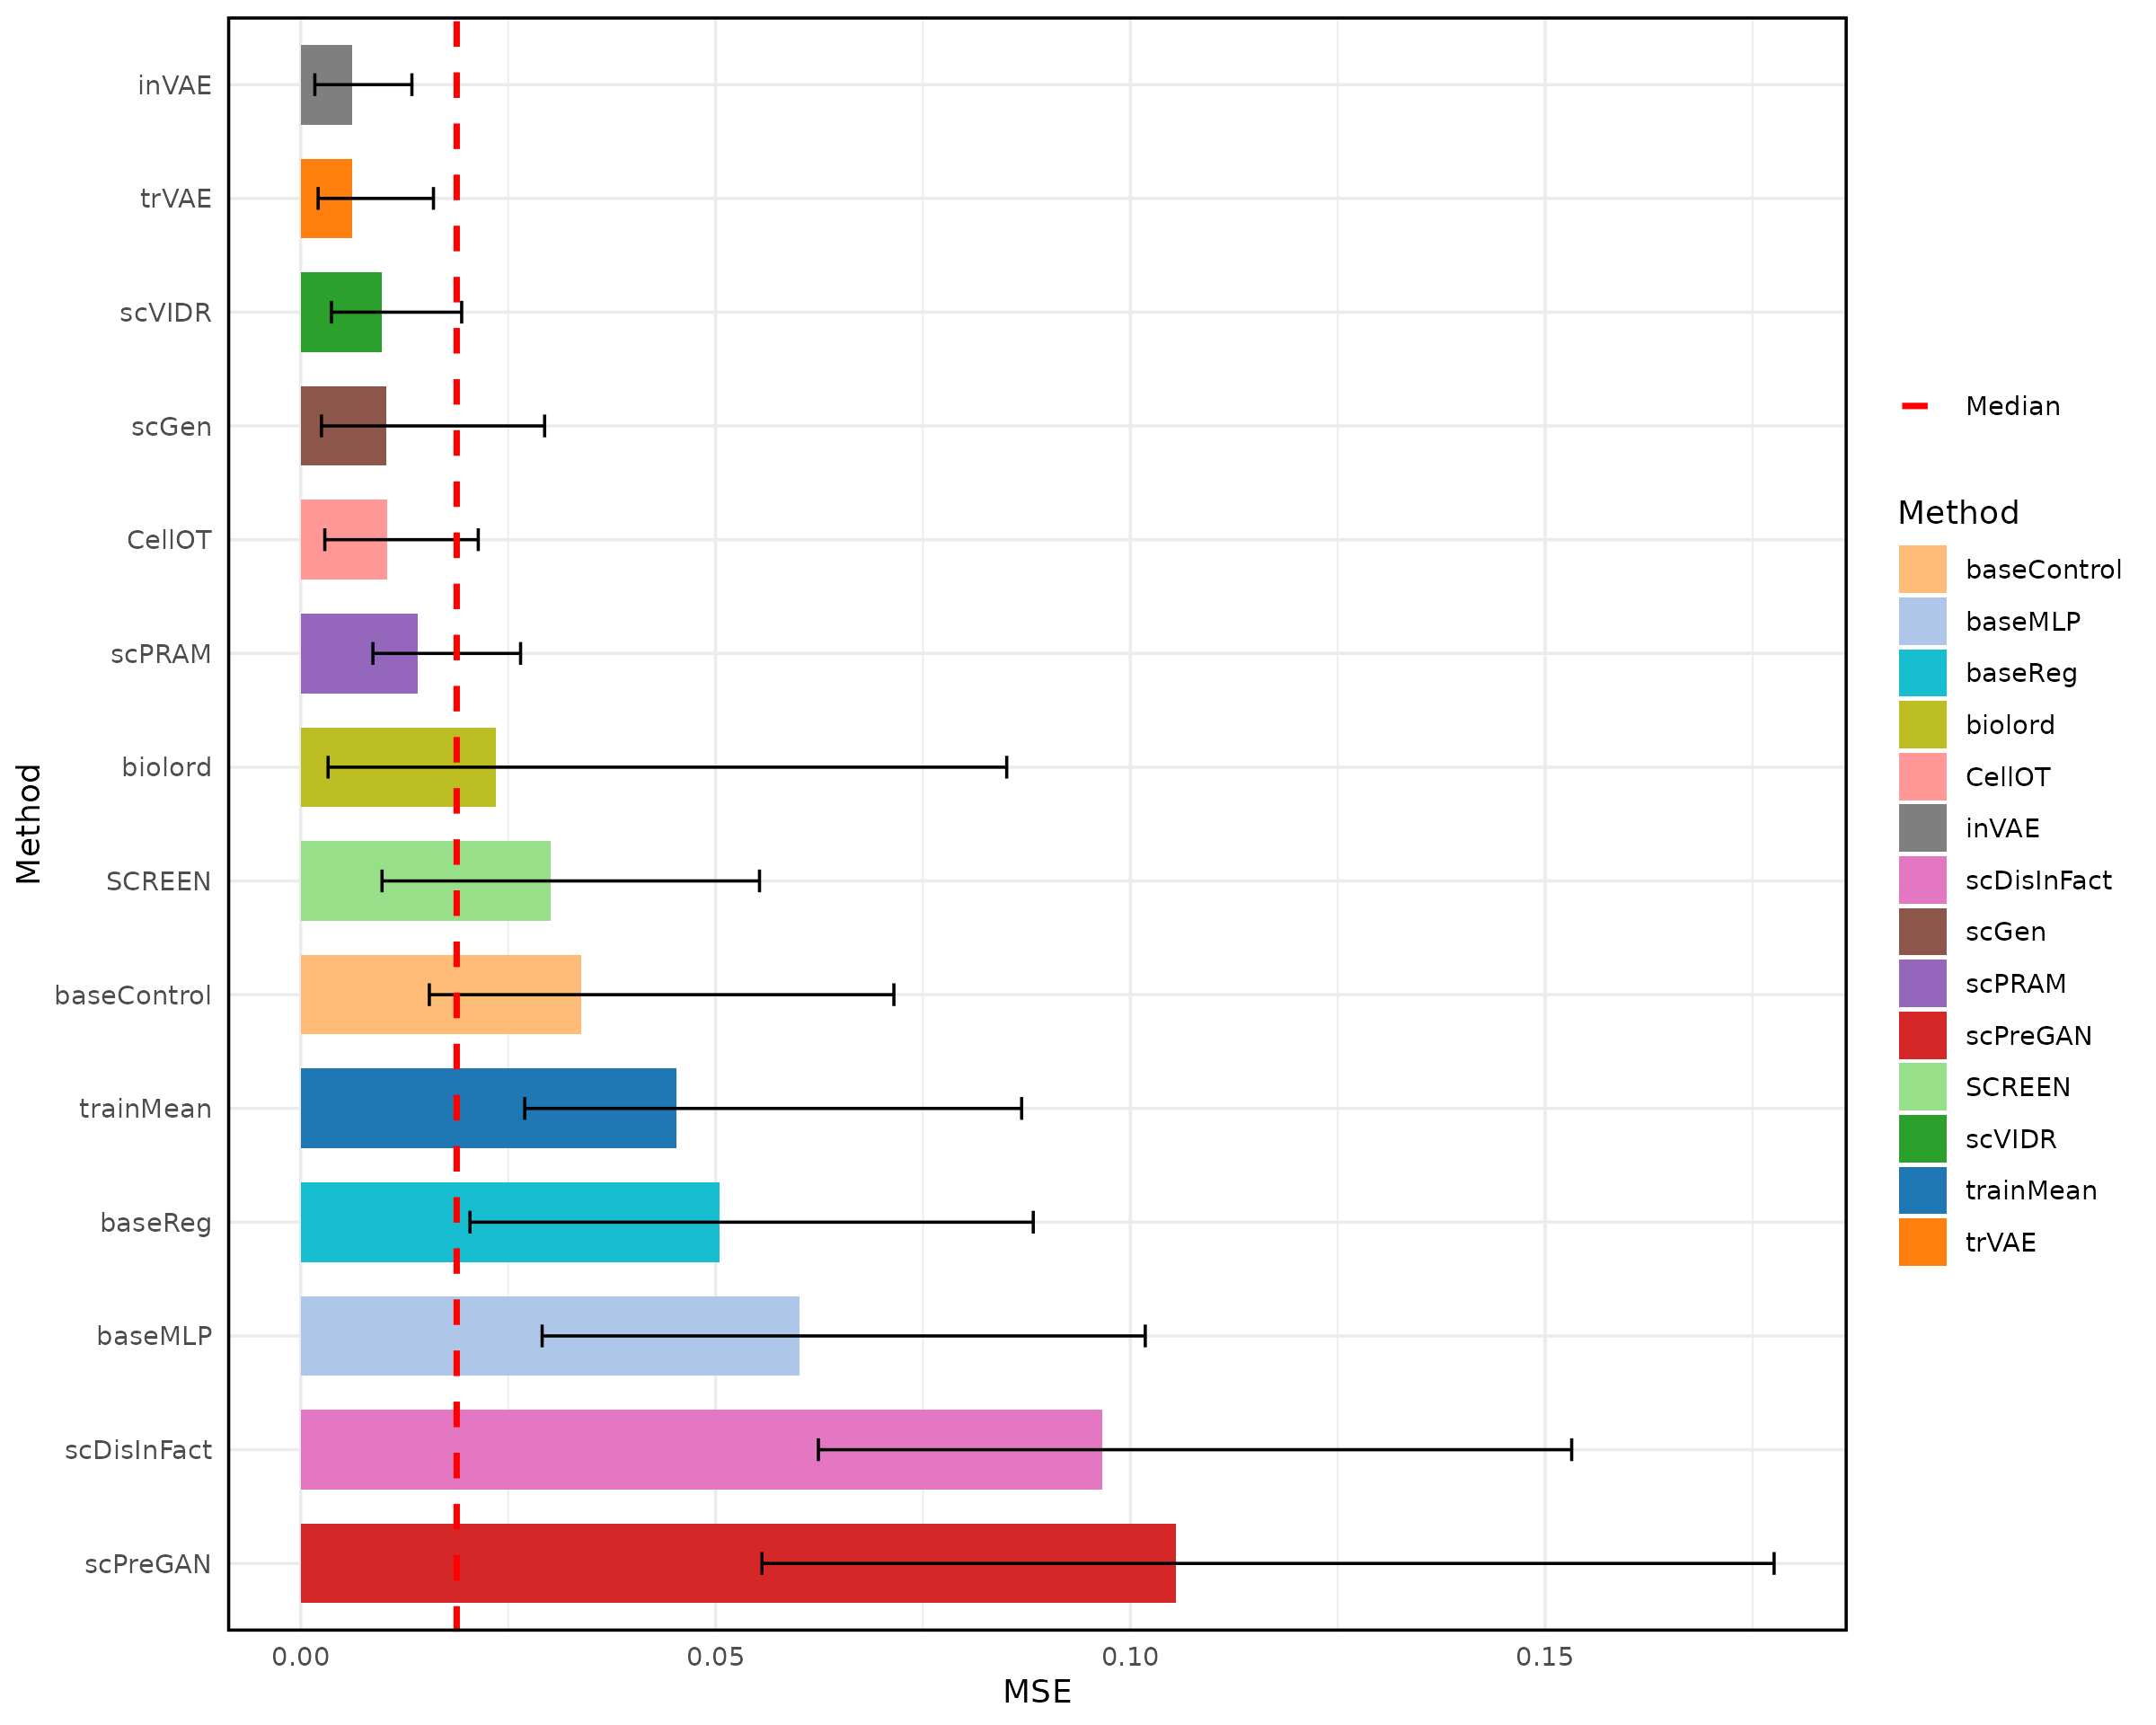 Method
inVAE
trVAE
scVIDR
scGen
CellOT
scPRAM
biolord
SCREEN
baseControl
trainMean
baseReg
baseMLP
scDisInFact
scPreGAN
0.00 0.05 0.10 0.15
MSE
Median
Method
baseControl
baseMLP
baseReg
biolord
CellOT
inVAE
scDisInFact
scGen
scPRAM
scPreGAN
SCREEN
scVIDR
trainMean
trVAE